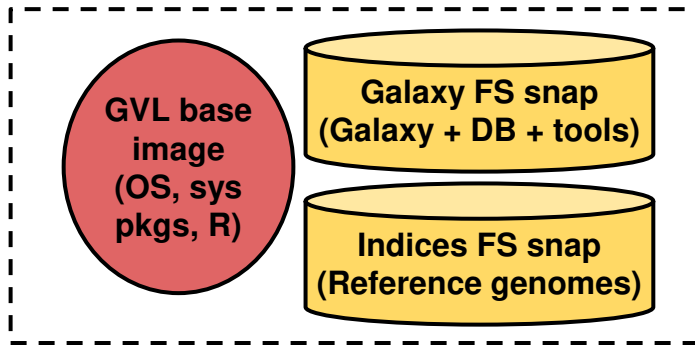 GVL base
image
(OS, sys
pkgs, R)
Galaxy FS snap
(Galaxy + DB + tools)
Indices FS snap
(Reference genomes)